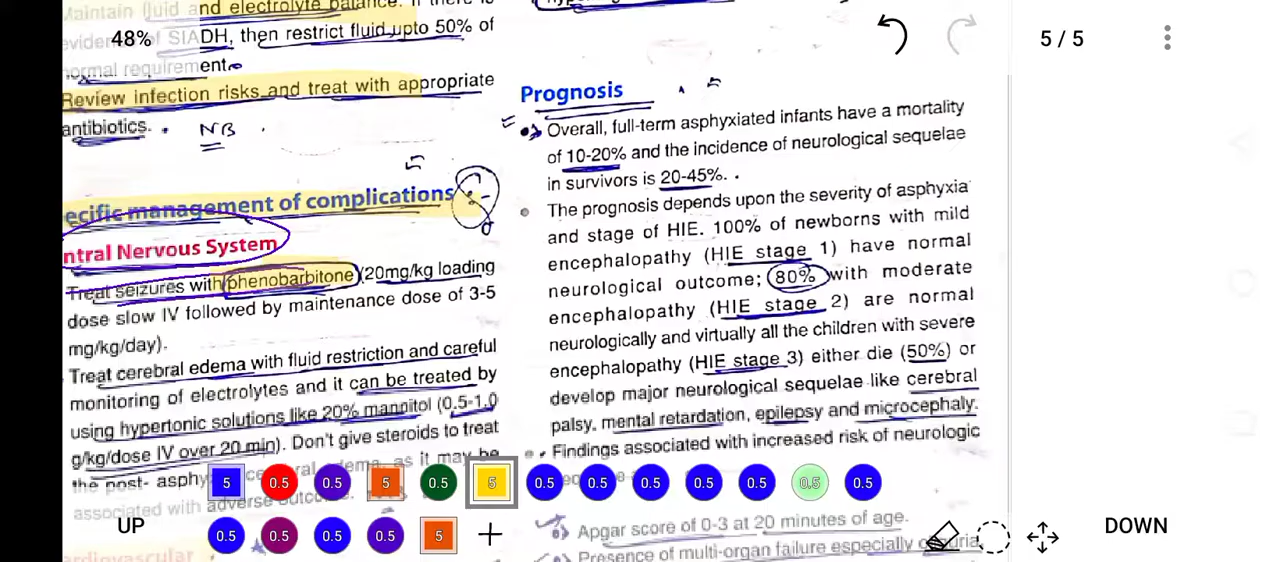 Maintain fluid and electrolyte balance. If there is
evidence of SIADH, then restrict fluid upto 50% of
normal requirement
Review infection risks and treat with appropriate
antibiotics.
NB
ecific management of complications
ntral Nervous System
Treat seizures with phenobarbitone (20mg/kg loading
dose slow IV followed by maintenance dose of 3-5
mg/kg/day).
Treat cerebral edema with fluid restriction and careful
monitoring of electrolytes and it can be treated by
using hypertonic solutions like 20% mannitol (0.5-1.0
g/kg/dose IV over 20 min). Don't give steroids to treat
the post- asphy cerebral edema, as it may be
associated with adverse outcome.
ardiovascular
48%
5 / 5
Prognosis
Overall, full-term asphyxiated infants have a mortality
of 10-20% and the incidence of neurological sequelae
in survivors is 20-45%.
The prognosis depends upon the severity of asphyxia
and stage of HIE. 100% of newborns with mild
encephalopathy (HIE stage 1) have normal
neurological outcome; 80% with moderate
encephalopathy (HIE stage 2) are normal
neurologically and virtually all the children with severe
encephalopathy (HIE stage 3) either die (50%) or
develop major neurological sequelae like cerebral
palsy, mental retardation, epilepsy and microcephaly.
Findings associated with increased risk of neurologic
Apgar score of 0-3 at 20 minutes of age.
Presence of multi-organ failure especially oliguria,
5 0.5 0.5 5 0.5 5 0.5 0.5 0.5 0.5 0.5 0.5 0.5
UP 0.5 0.5 0.5 0.5 5 + DOWN